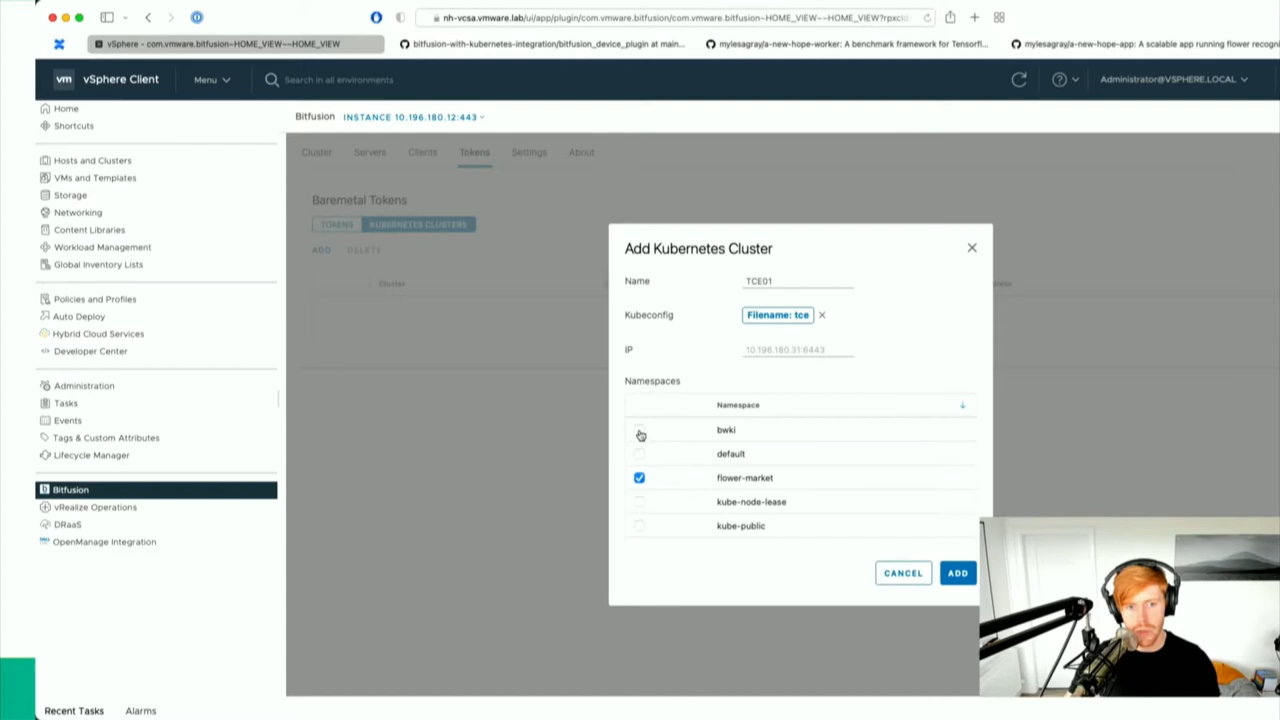 nh-vcsa.vmware.lab/ui/app/plugin/com.vmware.bitfusion/com.vmware.bitfusion~HOME_VIEW~~HOME_VIEW?rpxclo
vSphere - com.vmware.bitfusion~HOME_VIEW~~HOME_VIEW
bitfusion-with-kubernetes-integration/bitfusion_device_plugin at main...
mylesagray/a-new-hope-worker: A benchmark framework for Tensorfl...
mylesagray/a-new-hope-app: A scalable app running flower recogni
vm vSphere Client Menu Search in all environments Administrator@VSPHERE.LOCAL
Home
Shortcuts
Hosts and Clusters
VMs and Templates
Storage
Networking
Content Libraries
Workload Management
Global Inventory Lists
Policies and Profiles
Auto Deploy
Hybrid Cloud Services
Developer Center
Administration
Tasks
Events
Tags & Custom Attributes
Lifecycle Manager
Bitfusion
vRealize Operations
DRaaS
OpenManage Integration
Bitfusion INSTANCE 10.196.180.12:443
Cluster Servers Clients Tokens Settings About
Baremetal Tokens
TOKENS KUBERNETES CLUSTERS
ADD DELETE
Cluster
Add Kubernetes Cluster
Name TCE01
Kubeconfig Filename: tce
IP 10.196.180.31:6443
Namespaces
Namespace
bwki
default
flower-market
kube-node-lease
kube-public
CANCEL ADD
Recent Tasks Alarms